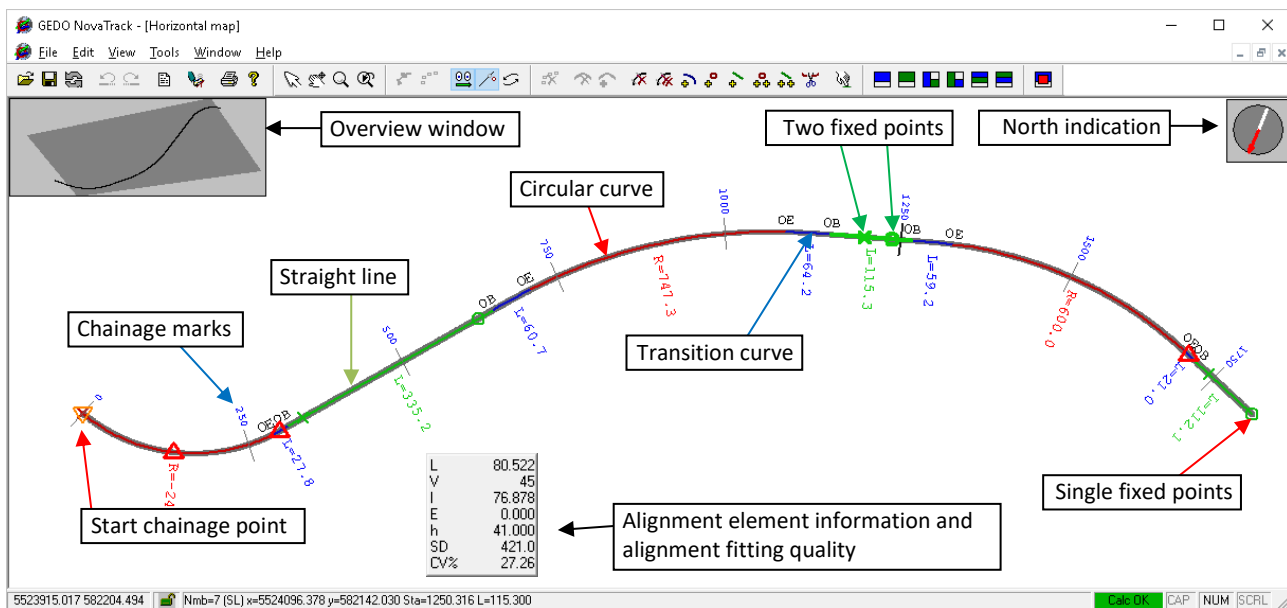 GEDO NovaTrack - [Horizontal map]
File Edit View Tools Window Help
Overview window
Two fixed points
North indication
Circular curve
1000
1250
OE
OB
OB
OE
750
1500
L=64.2
L=115.3
L=59.2
R=747.3
Straight line
OE
OB
L=60.7
R=600.0
Chainage marks
500
Transition curve
OE
OB
1750
L=21.0
L=335.2
0
250
OE
OB
L=112.1
L=27.8
R=-24
L 80.522
V 45
I 76.878
E 0.000
h 41.000
SD 421.0
CV% 27.26
Single fixed points
Start chainage point
Alignment element information and
alignment fitting quality
5523915.017 582204.494 Nmb=7 (SL) x=5524096.378 y=582142.030 Sta=1250.316 L=115.300 Calc OK CAP NUM SCRL